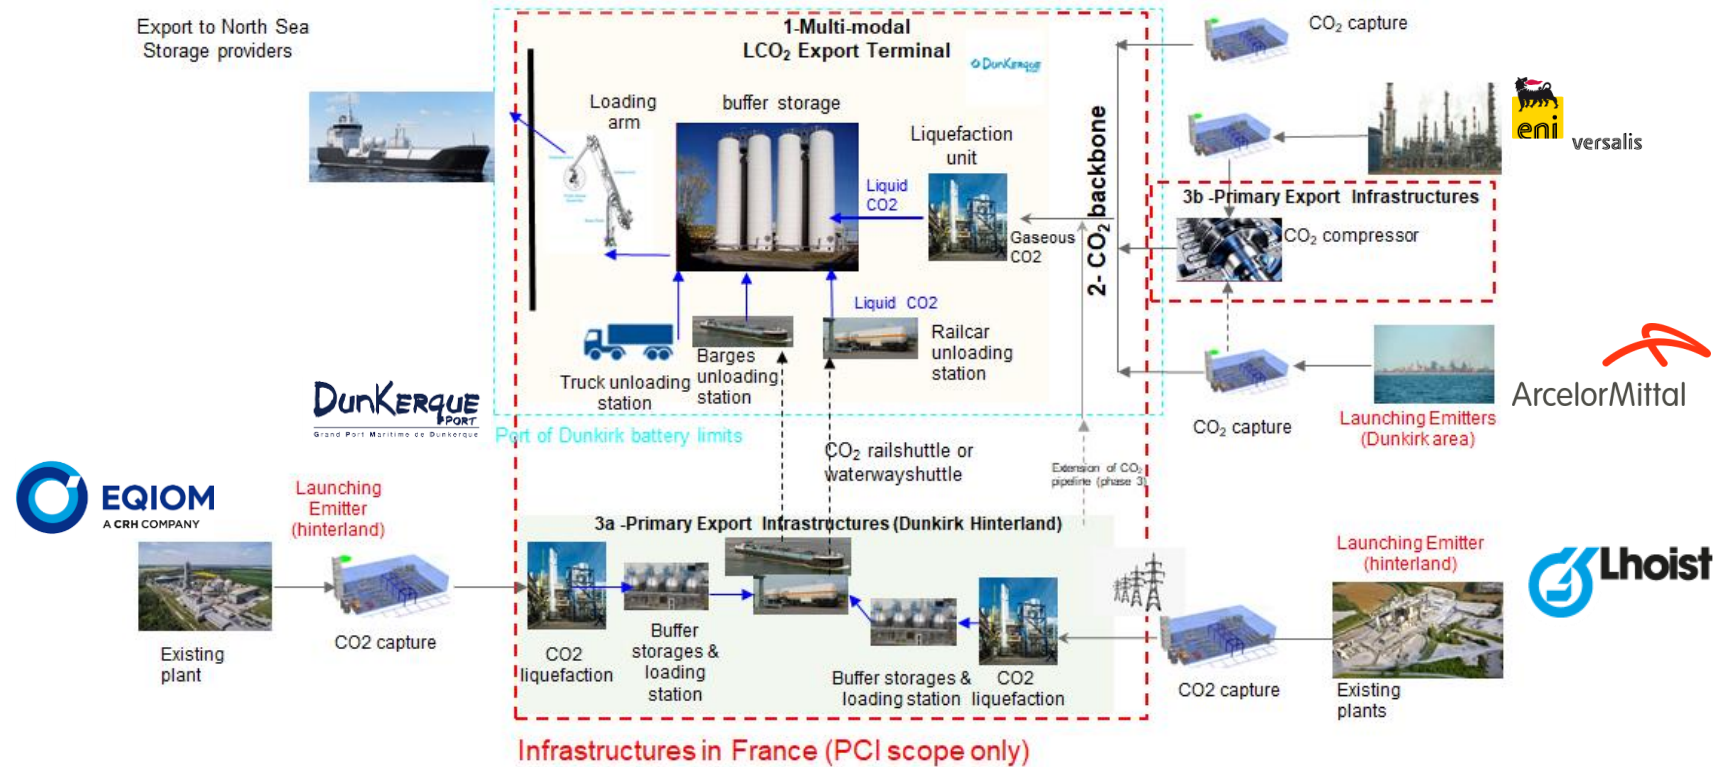 Export to North Sea
Storage providers
1-Multi-modal
LCO₂ Export Terminal
DUNKERQUE
Loading
arm
buffer storage
Liquefaction
unit
Liquid
CO2
Gaseous
CO2
2- CO₂ backbone
CO₂ capture
eni
versalis
3b -Primary Export Infrastructures
CO₂ compressor
Liquid CO2
Railcar
unloading
station
Barges
unloading
station
Truck unloading
station
DUNKERQUE
PORT
Grand Port Maritime de Dunkerque
Port of Dunkirk battery limits
CO₂ capture
Launching Emitters
(Dunkirk area)
ArcelorMittal
CO₂ railshuttle or
waterwayshuttle
Extension of CO₂
pipeline (phase 3)
EQIOM
A CRH COMPANY
Launching
Emitter
(hinterland)
3a -Primary Export Infrastructures (Dunkirk Hinterland)
Existing
plant
CO2 capture
CO2
liquefaction
Buffer
storages &
loading
station
Buffer storages &
loading station
CO2
liquefaction
CO2 capture
Launching Emitter
(hinterland)
Existing
plants
Lhoist
Infrastructures in France (PCI scope only)